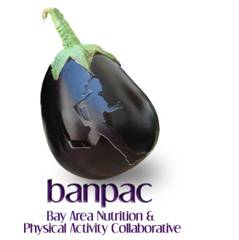 banpac
Bay Area Nutrition &
Physical Activity Collaborative